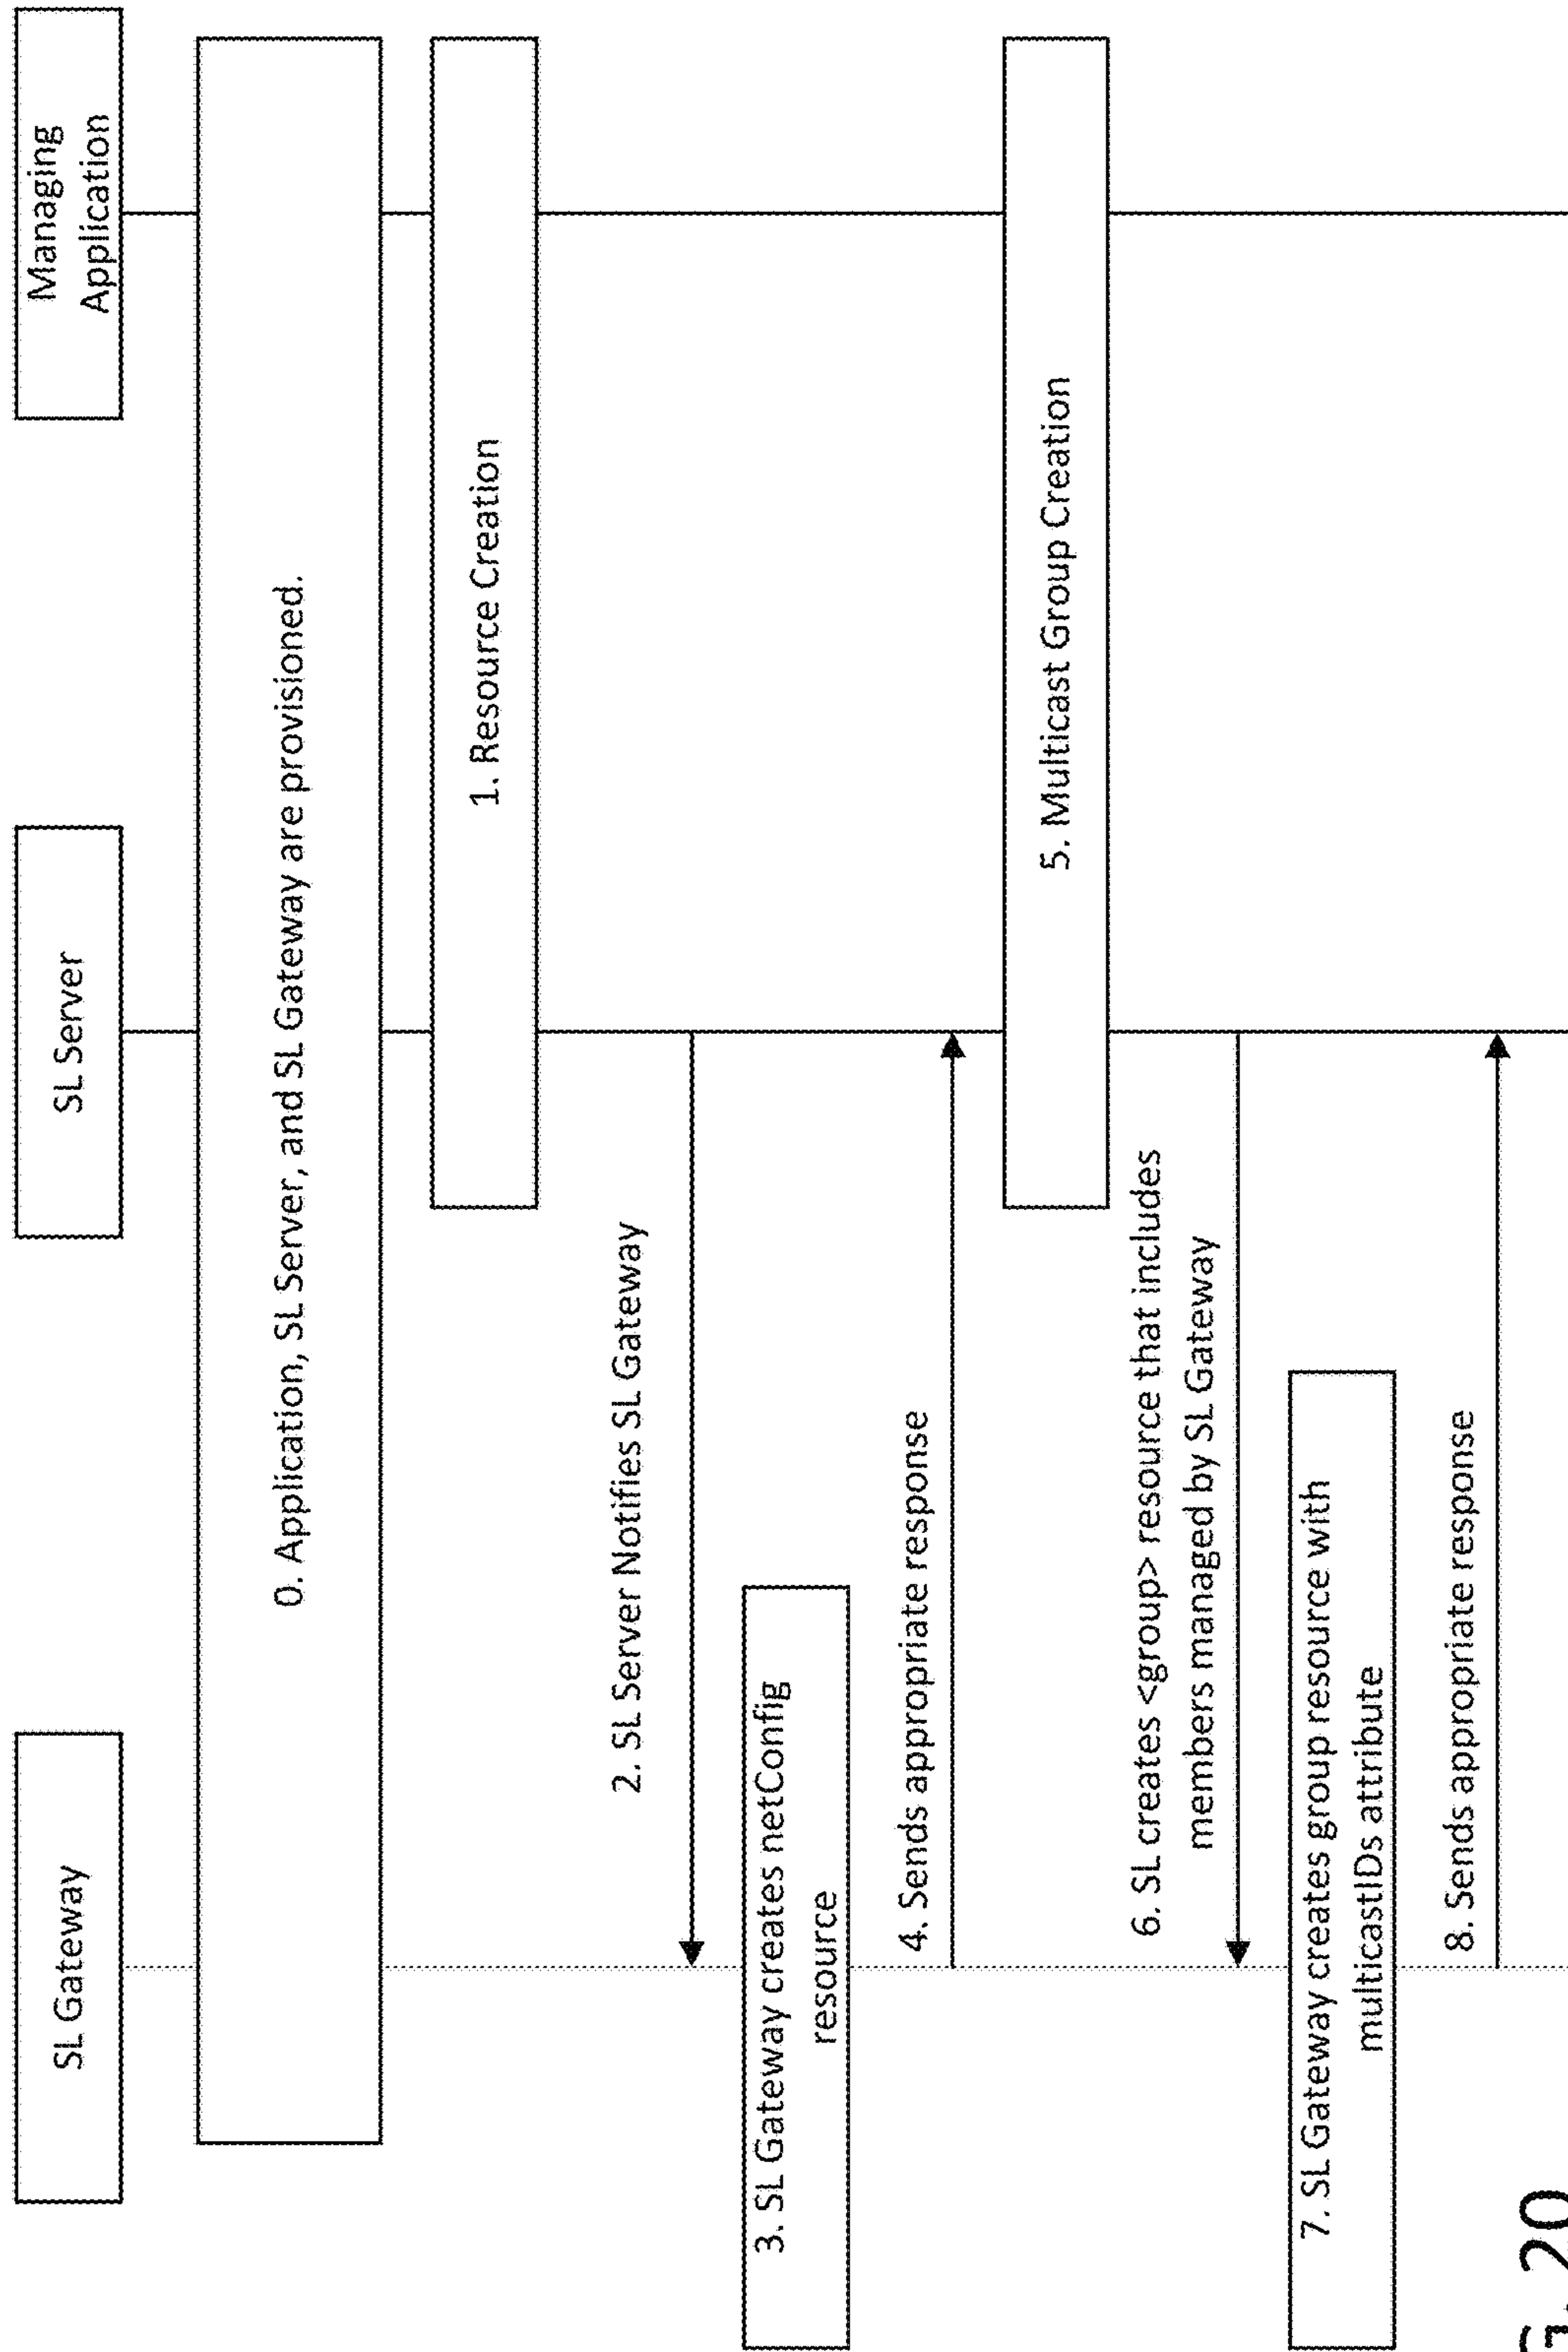 SL Gateway
SL Server
Managing
Application
0. Application, SL Server, and SL Gateway are provisioned.
1. Resource Creation
2. SL Server Notifies SL Gateway
3. SL Gateway creates netConfig
resource
4. Sends appropriate response
5. Multicast Group Creation
6. SL creates <group> resource that includes
members managed by SL Gateway
7. SL Gateway creates group resource with
multicastIDs attribute
8. Sends appropriate response
20